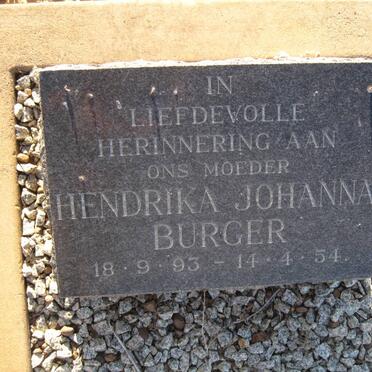 IN
LIEFDEVOLLE
HERINNERING AAN
ONS MOEDER
HENDRIKA JOHANNA
BURGER
18 · 9 · 93 - 14 · 4 · 54.